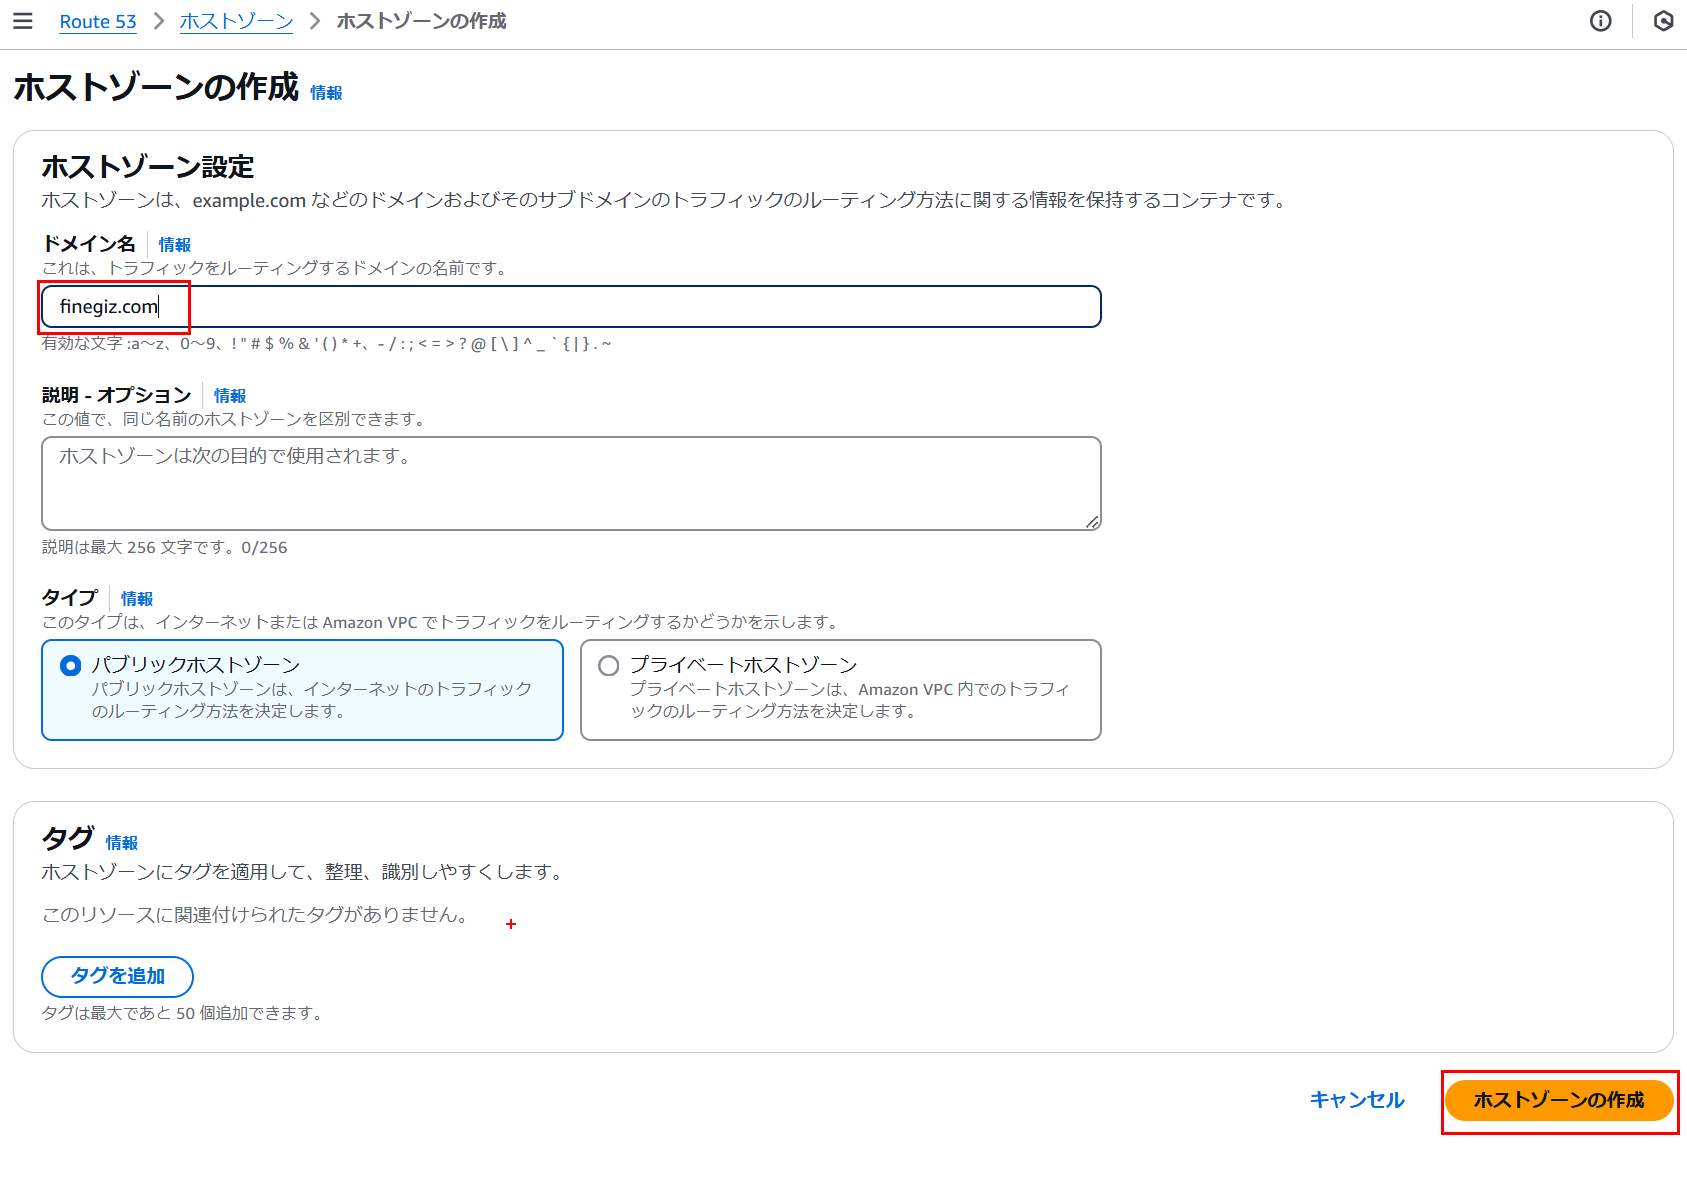 Route 53 > ホストゾーン > ホストゾーンの作成
ホストゾーンの作成 情報
ホストゾーン設定
ホストゾーンは、example.com などのドメインおよびそのサブドメインのトラフィックのルーティング方法に関する情報を保持するコンテナです。
ドメイン名 情報
これは、トラフィックをルーティングするドメインの名前です。
finegiz.com
有効な文字 :a～z、0～9、! " # $ % & ' ( ) * +、- / : ; < = > ? @ [ \ ] ^ _ ` { | } . ~
説明 - オプション 情報
この値で、同じ名前のホストゾーンを区別できます。
ホストゾーンは次の目的で使用されます。
説明は最大 256 文字です。0/256
タイプ 情報
このタイプは、インターネットまたは Amazon VPC でトラフィックをルーティングするかどうかを示します。
パブリックホストゾーン
パブリックホストゾーンは、インターネットのトラフィック
のルーティング方法を決定します。
プライベートホストゾーン
プライベートホストゾーンは、Amazon VPC 内でのトラフィ
ックのルーティング方法を決定します。
タグ 情報
ホストゾーンにタグを適用して、整理、識別しやすくします。
このリソースに関連付けられたタグがありません。
タグを追加
タグは最大であと 50 個追加できます。
キャンセル
ホストゾーンの作成